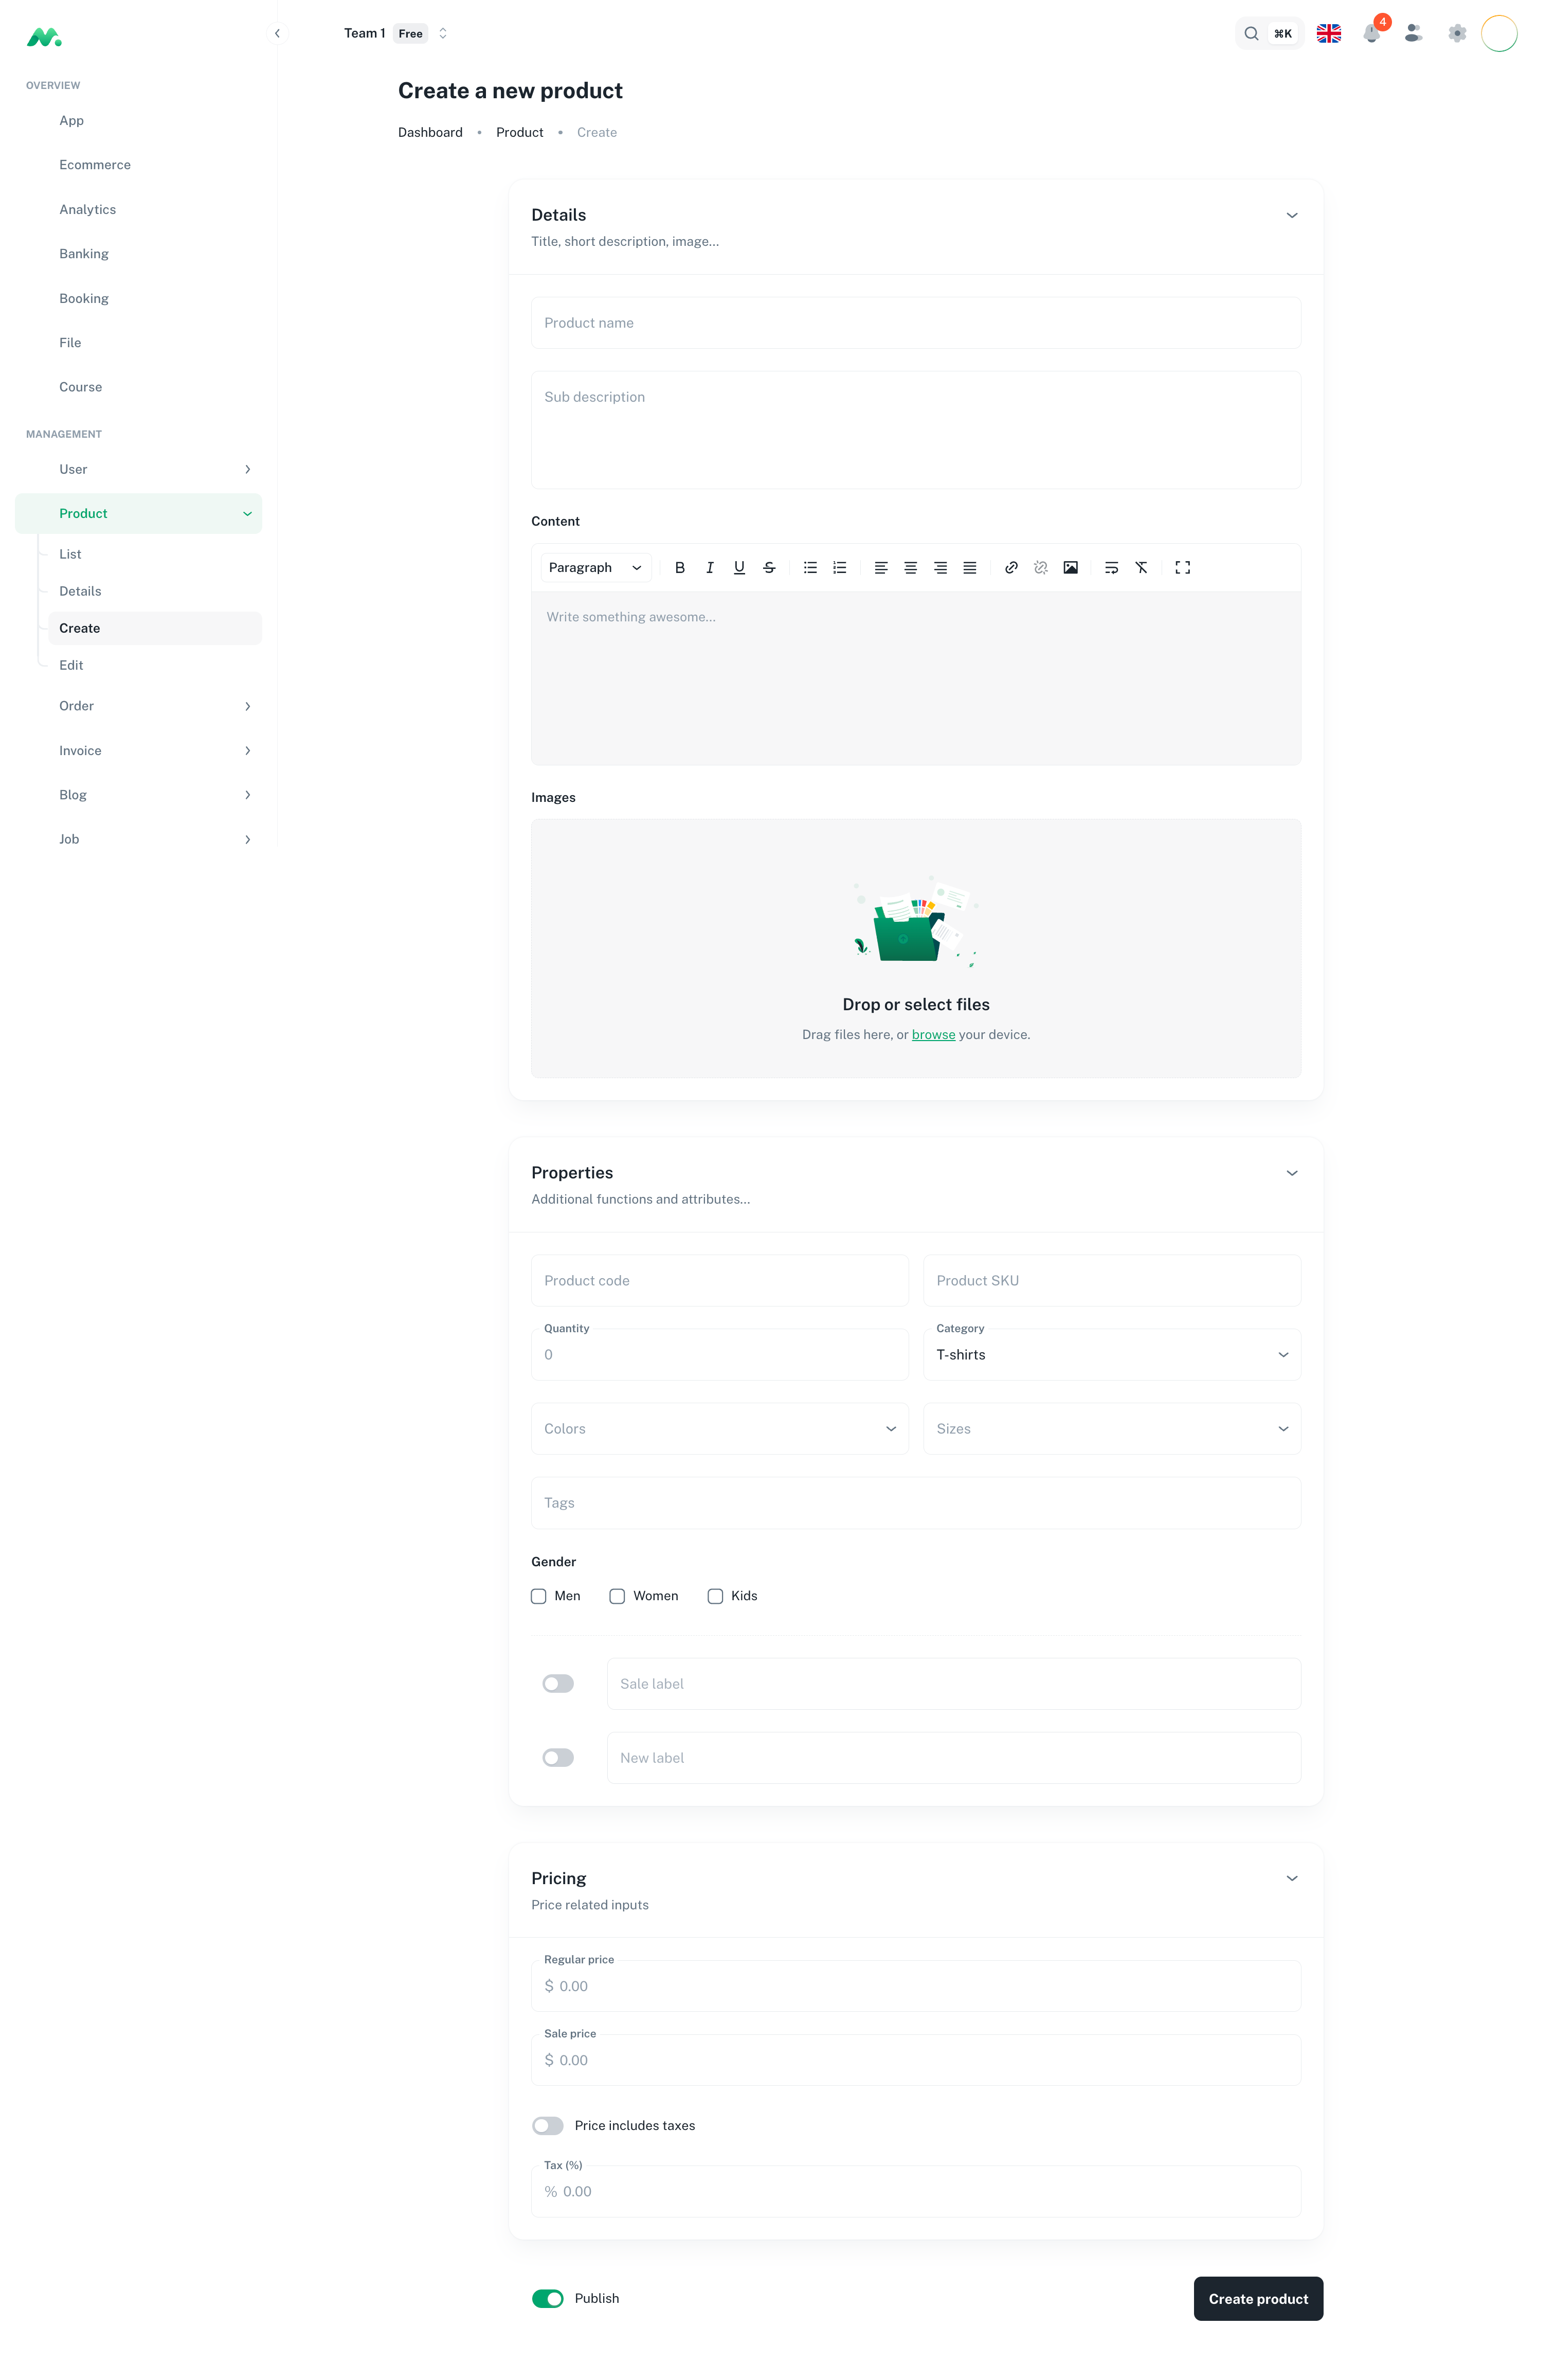 Team 1 Free
⌘K
4
OVERVIEW
App
Ecommerce
Analytics
Banking
Booking
File
Course
MANAGEMENT
User
Product
List
Details
Create
Edit
Order
Invoice
Blog
Job
Create a new product
Dashboard • Product • Create
Details
Title, short description, image...
Product name
Sub description
Content
Paragraph
Write something awesome...
Images
Drop or select files
Drag files here, or browse your device.
Properties
Additional functions and attributes...
Product code
Product SKU
Quantity
0
Category
T-shirts
Colors
Sizes
Tags
Gender
Men
Women
Kids
Sale label
New label
Pricing
Price related inputs
Regular price
$ 0.00
Sale price
$ 0.00
Price includes taxes
Tax (%)
% 0.00
Publish
Create product